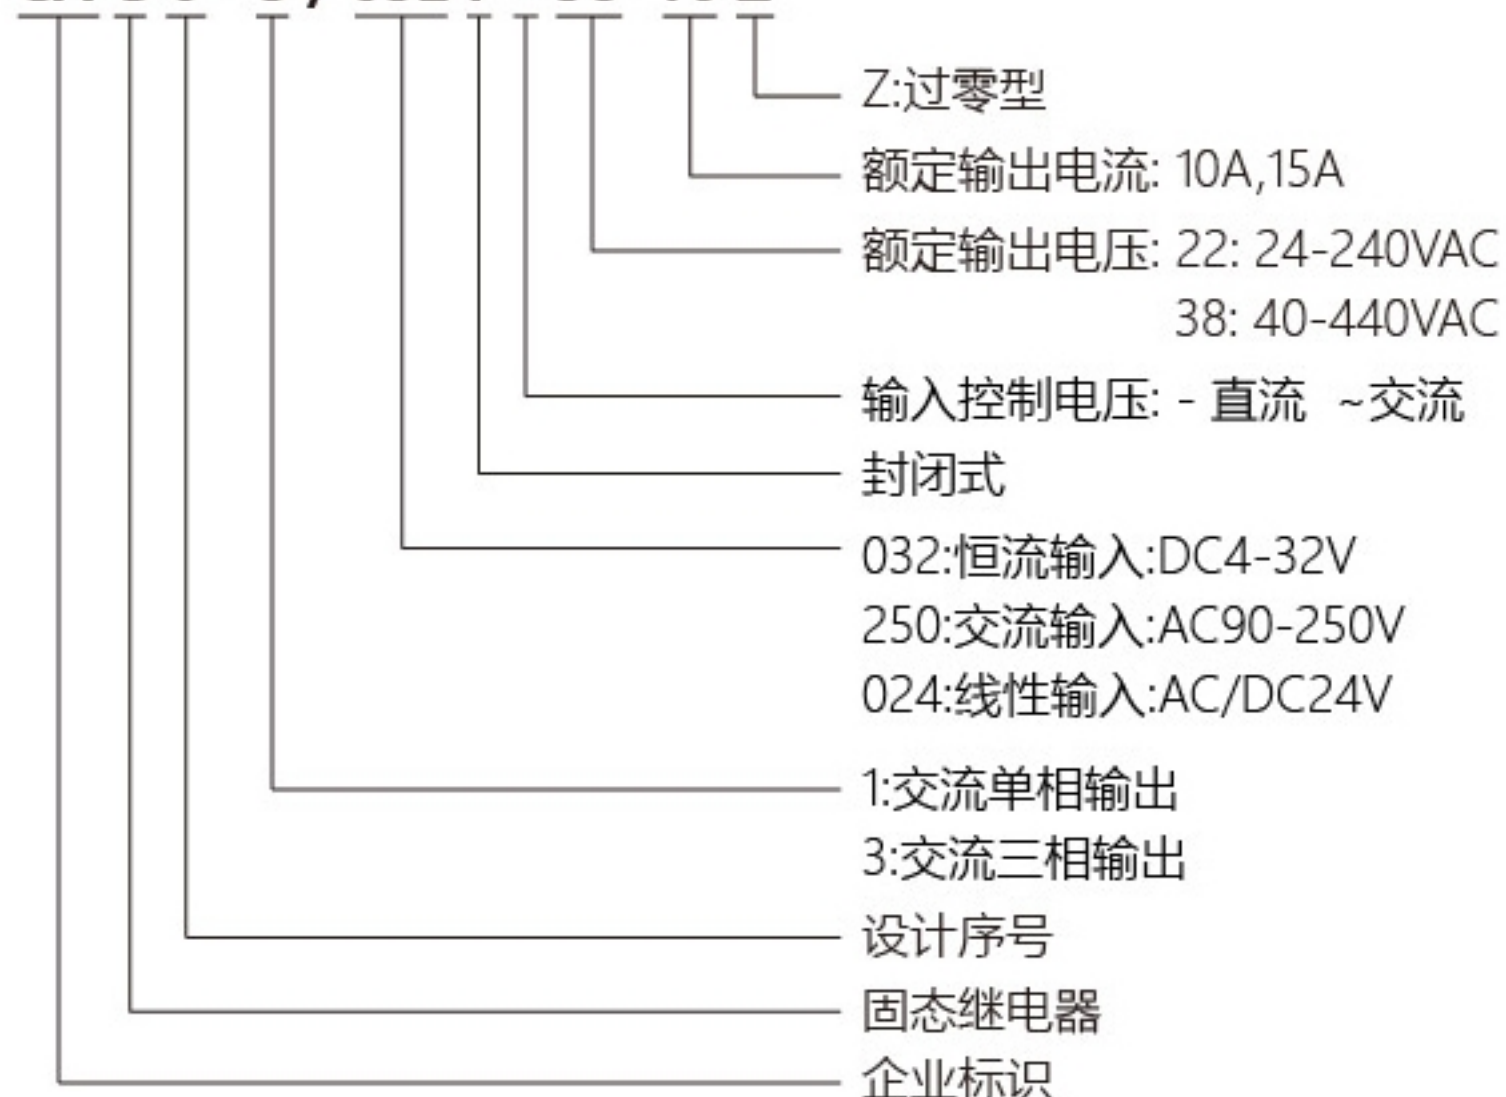 Z:过零型
额定输出电流: 10A,15A
额定输出电压: 22: 24-240VAC
38: 40-440VAC
输入控制电压: - 直流 ~交流
封闭式
032:恒流输入:DC4-32V
250:交流输入:AC90-250V
024:线性输入:AC/DC24V
1:交流单相输出
3:交流三相输出
设计序号
固态继电器
企业标识